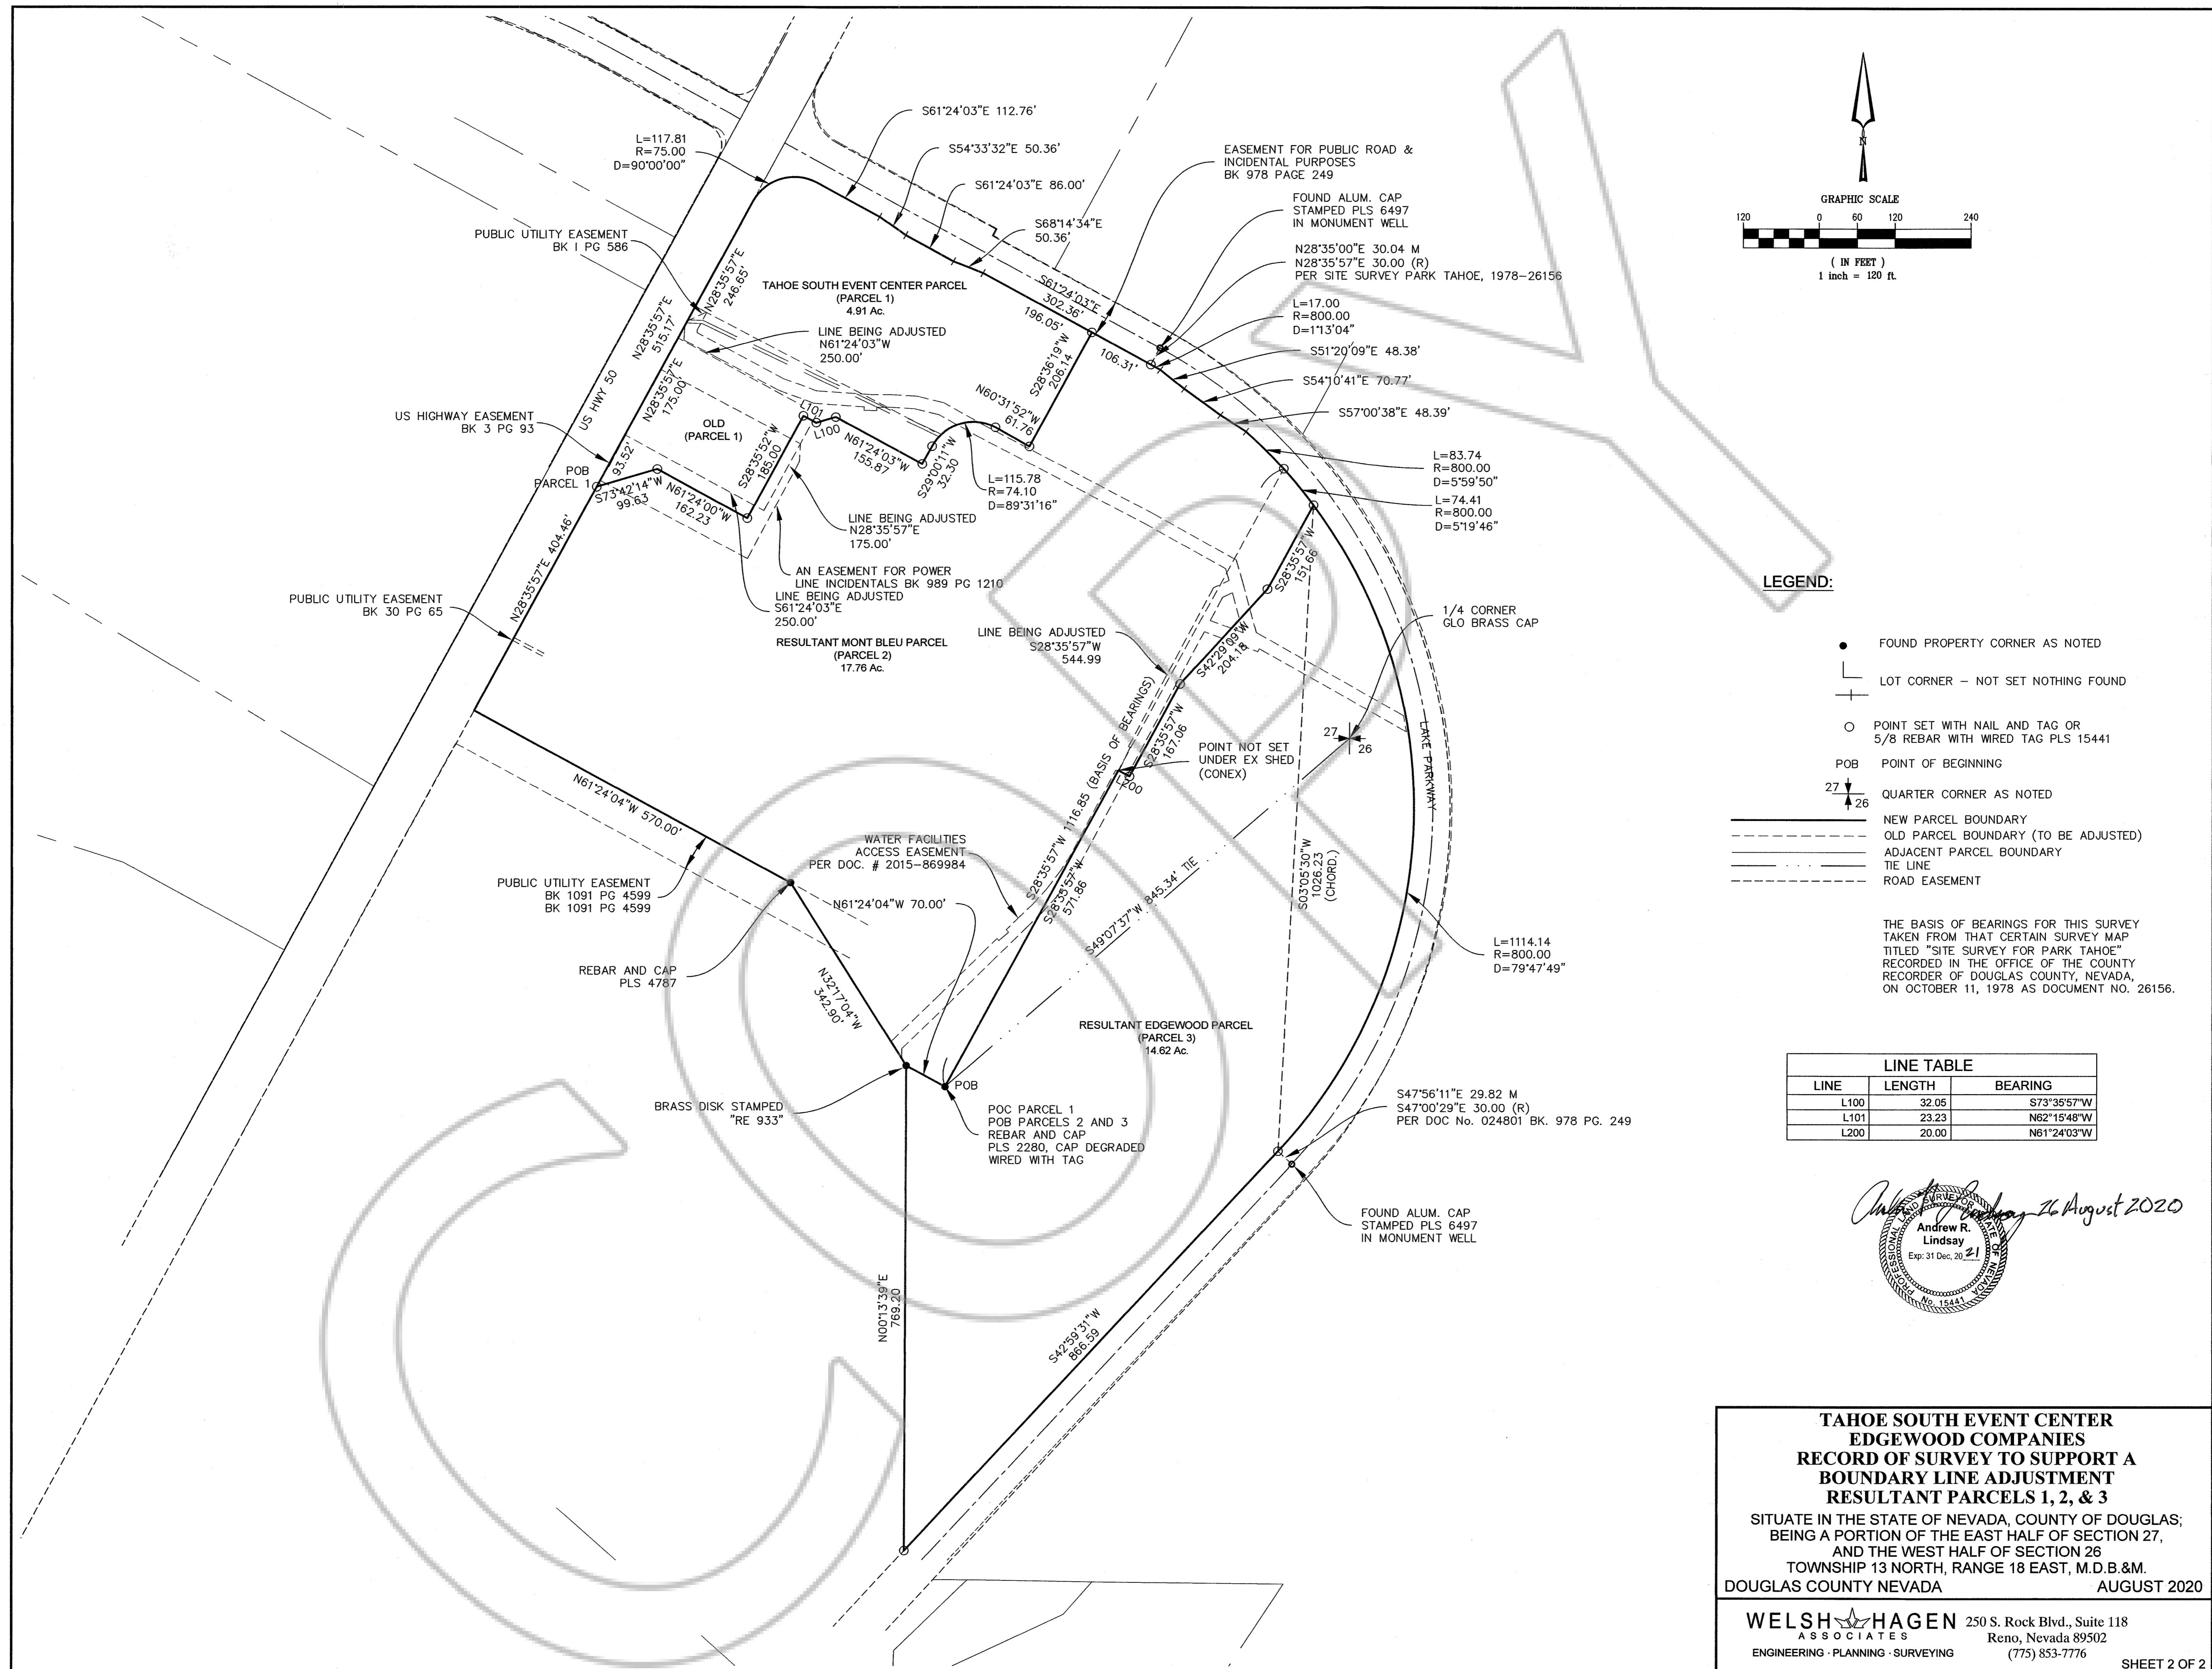 S61°24'03"E 112.76'
L=117.81
R=75.00
D=90°00'00"
S54°33'32"E 50.36'
S61°24'03"E 86.00'
S68°14'34"E
50.36'
EASEMENT FOR PUBLIC ROAD &
INCIDENTAL PURPOSES
BK 978 PAGE 249
FOUND ALUM. CAP
STAMPED PLS 6497
IN MONUMENT WELL
N28°35'00"E 30.04 M
N28°35'57"E 30.00 (R)
PER SITE SURVEY PARK TAHOE, 1978-26156
L=17.00
R=800.00
D=1°13'04"
S51°20'09"E 48.38'
S54°10'41"E 70.77'
S57°00'38"E 48.39'
L=83.74
R=800.00
D=5°59'50"
L=74.41
R=800.00
D=5°19'46"
PUBLIC UTILITY EASEMENT
BK I PG 586
N28°35'57"E
246.65'
N28°35'57"E
515.17'
N28°35'57"E
175.00'
TAHOE SOUTH EVENT CENTER PARCEL
(PARCEL 1)
4.91 Ac.
LINE BEING ADJUSTED
N61°24'03"W
250.00'
S61°24'03"E
302.36'
196.05'
106.31'
S28°36'19"W
206.14
N60°31'52"W
61.76
US HWY 50
US HIGHWAY EASEMENT
BK 3 PG 93
OLD
(PARCEL 1)
L101
L100
N61°24'03"W
155.87
S28°35'52"W
185.00
S29°00'11"W
32.30
L=115.78
R=74.10
D=89°31'16"
93.52'
POB
PARCEL 1
S73°42'14"W
99.63
N61°24'00"W
162.23
LINE BEING ADJUSTED
N28°35'57"E
175.00'
AN EASEMENT FOR POWER
LINE INCIDENTALS BK 989 PG 1210
LINE BEING ADJUSTED
S61°24'03"E
250.00'
N28°35'57"E 404.46'
PUBLIC UTILITY EASEMENT
BK 30 PG 65
RESULTANT MONT BLEU PARCEL
(PARCEL 2)
17.76 Ac.
LINE BEING ADJUSTED
S28°35'57"W
544.99
S28°35'57"W
151.66
S42°29'09"W
204.18
1/4 CORNER
GLO BRASS CAP
27
26
S28°35'57"W
167.06
POINT NOT SET
UNDER EX SHED
(CONEX)
L200
LAKE PARKWAY
S28°35'57"W 1116.85 (BASIS OF BEARINGS)
S28°35'57"W
571.86
S49°07'37"W 845.34' TIE
S03°05'30"W
1026.23
(CHORD.)
N61°24'04"W 570.00'
WATER FACILITIES
ACCESS EASEMENT
PER DOC. # 2015-869984
PUBLIC UTILITY EASEMENT
BK 1091 PG 4599
BK 1091 PG 4599
N61°24'04"W 70.00'
REBAR AND CAP
PLS 4787
N32°17'04"W
342.90'
L=1114.14
R=800.00
D=79°47'49"
RESULTANT EDGEWOOD PARCEL
(PARCEL 3)
14.62 Ac.
BRASS DISK STAMPED
"RE 933"
POB
POC PARCEL 1
POB PARCELS 2 AND 3
REBAR AND CAP
PLS 2280, CAP DEGRADED
WIRED WITH TAG
S47°56'11"E 29.82 M
S47°00'29"E 30.00 (R)
PER DOC No. 024801 BK. 978 PG. 249
FOUND ALUM. CAP
STAMPED PLS 6497
IN MONUMENT WELL
N00°13'39"E
769.20
S42°59'31"W
866.59
N
GRAPHIC SCALE
120 0 60 120 240
( IN FEET )
1 inch = 120 ft.
LEGEND:
FOUND PROPERTY CORNER AS NOTED
LOT CORNER - NOT SET NOTHING FOUND
POINT SET WITH NAIL AND TAG OR
5/8 REBAR WITH WIRED TAG PLS 15441
POB POINT OF BEGINNING
27
26
QUARTER CORNER AS NOTED
NEW PARCEL BOUNDARY
OLD PARCEL BOUNDARY (TO BE ADJUSTED)
ADJACENT PARCEL BOUNDARY
TIE LINE
ROAD EASEMENT
THE BASIS OF BEARINGS FOR THIS SURVEY
TAKEN FROM THAT CERTAIN SURVEY MAP
TITLED "SITE SURVEY FOR PARK TAHOE"
RECORDED IN THE OFFICE OF THE COUNTY
RECORDER OF DOUGLAS COUNTY, NEVADA,
ON OCTOBER 11, 1978 AS DOCUMENT NO. 26156.
LINE TABLE
LINE LENGTH BEARING
L100 32.05 S73°35'57"W
L101 23.23 N62°15'48"W
L200 20.00 N61°24'03"W
26 August 2020
PROFESSIONAL LAND SURVEYOR STATE OF NEVADA
Andrew R.
Lindsay
Exp: 31 Dec, 20 21
No. 15441
TAHOE SOUTH EVENT CENTER
EDGEWOOD COMPANIES
RECORD OF SURVEY TO SUPPORT A
BOUNDARY LINE ADJUSTMENT
RESULTANT PARCELS 1, 2, & 3
SITUATE IN THE STATE OF NEVADA, COUNTY OF DOUGLAS;
BEING A PORTION OF THE EAST HALF OF SECTION 27,
AND THE WEST HALF OF SECTION 26
TOWNSHIP 13 NORTH, RANGE 18 EAST, M.D.B.&M.
DOUGLAS COUNTY NEVADA AUGUST 2020
WELSH HAGEN
ASSOCIATES
ENGINEERING · PLANNING · SURVEYING
250 S. Rock Blvd., Suite 118
Reno, Nevada 89502
(775) 853-7776
SHEET 2 OF 2
COPY